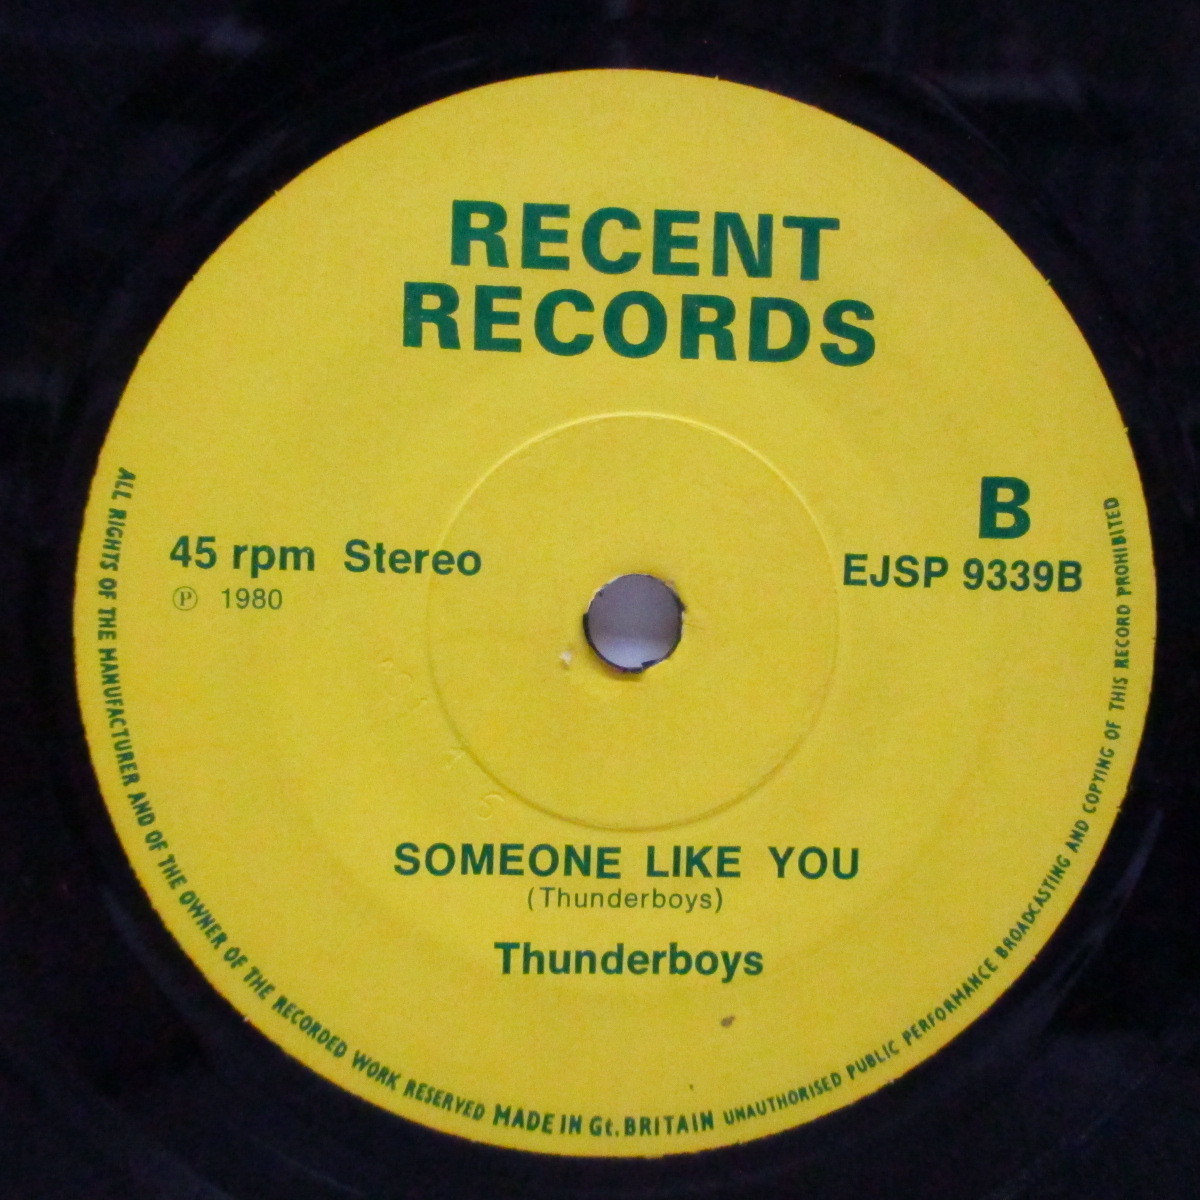 RECENT
RECORDS
B
45 rpm Stereo
EJSP 9339B
℗ 1980
SOMEONE LIKE YOU
(Thunderboys)
Thunderboys
ALL RIGHTS OF THE MANUFACTURER AND OF THE OWNER OF THE RECORDED WORK RESERVED MADE IN Gt. BRITAIN UNAUTHORISED PUBLIC PERFORMANCE BROADCASTING AND COPYING OF THIS RECORD PROHIBITED